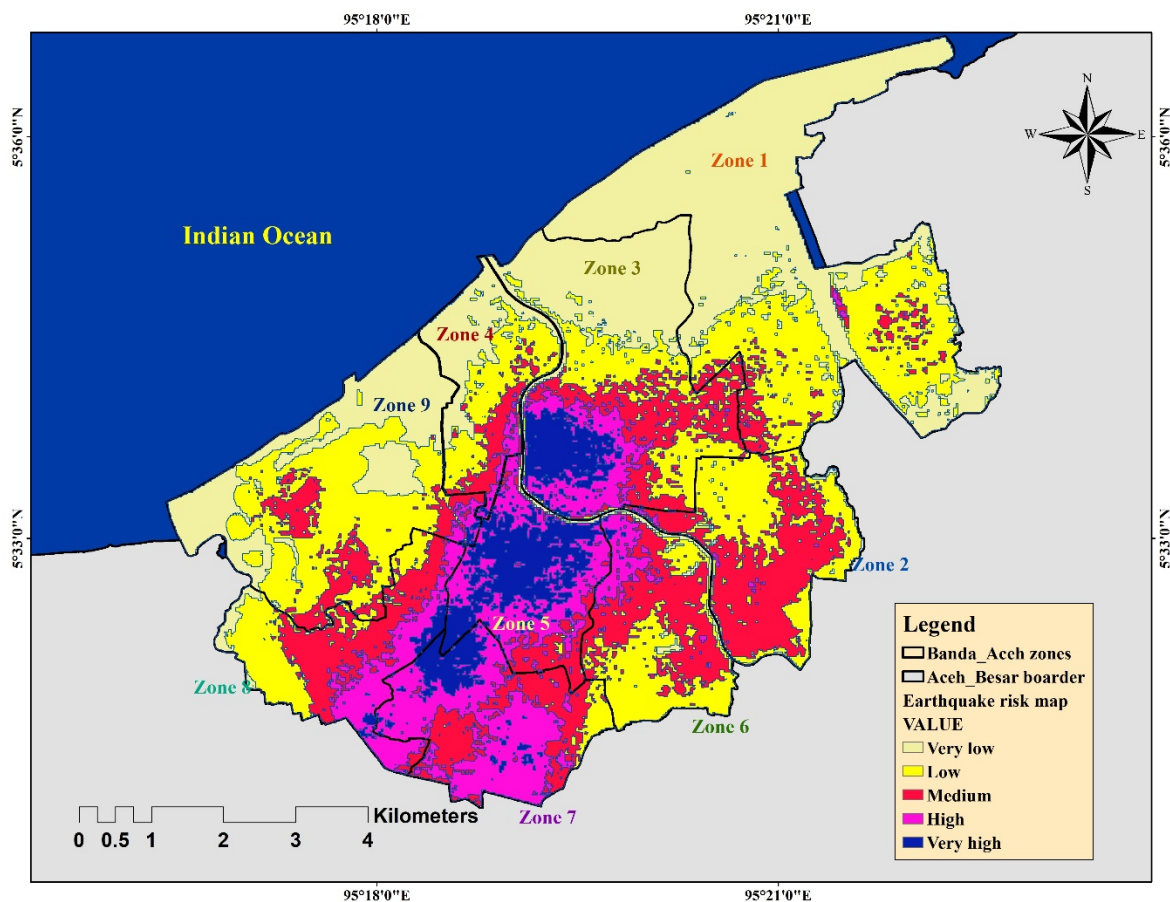 95°18'0"E
95°21'0"E
5°36'0"N
5°36'0"N
N
W
E
S
Zone 1
Indian Ocean
Zone 3
Zone 4
Zone 9
5°33'0"N
5°33'0"N
Zone 2
Zone 5
Zone 8
Zone 6
Zone 7
Legend
Banda_Aceh zones
Aceh_Besar boarder
Earthquake risk map
VALUE
Very low
Low
Medium
High
Very high
Kilometers
0 0.5 1 2 3 4
95°18'0"E
95°21'0"E